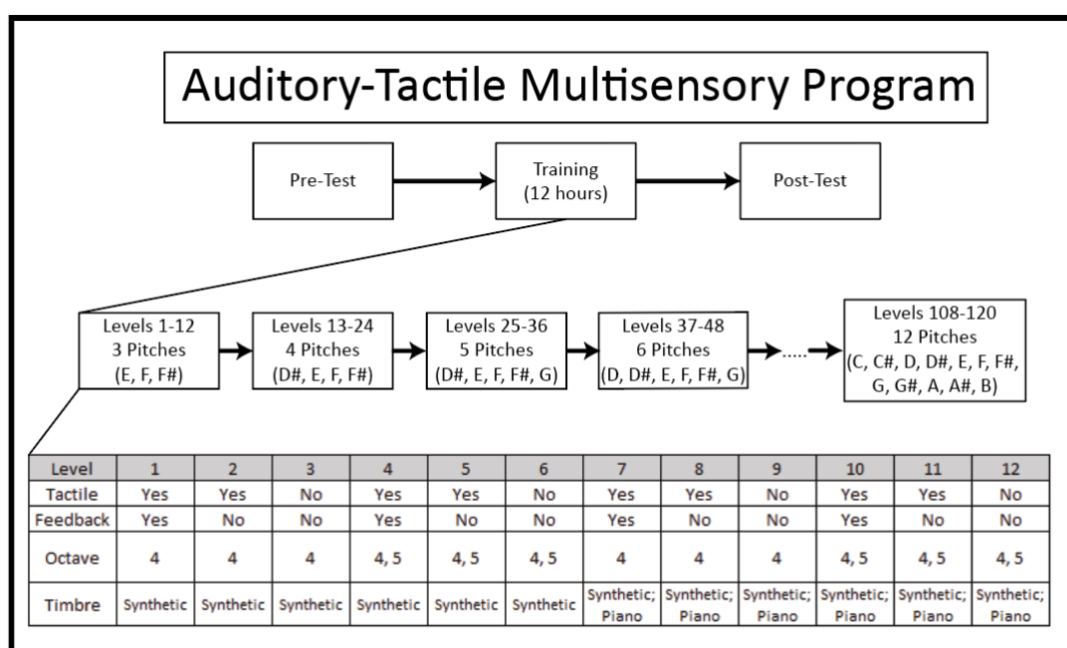 Auditory-Tactile Multisensory Program
Pre-Test
Training
(12 hours)
Post-Test
Levels 1-12
3 Pitches
(E, F, F#)
Levels 13-24
4 Pitches
(D#, E, F, F#)
Levels 25-36
5 Pitches
(D#, E, F, F#, G)
Levels 37-48
6 Pitches
(D, D#, E, F, F#, G)
.....
Levels 108-120
12 Pitches
(C, C#, D, D#, E, F, F#,
G, G#, A, A#, B)
Level 1 2 3 4 5 6 7 8 9 10 11 12
Tactile Yes Yes No Yes Yes No Yes Yes No Yes Yes No
Feedback Yes No No Yes No No Yes No No Yes No No
Octave 4 4 4 4, 5 4, 5 4, 5 4 4 4 4, 5 4, 5 4, 5
Timbre Synthetic Synthetic Synthetic Synthetic Synthetic Synthetic Synthetic; Piano Synthetic; Piano Synthetic; Piano Synthetic; Piano Synthetic; Piano Synthetic; Piano